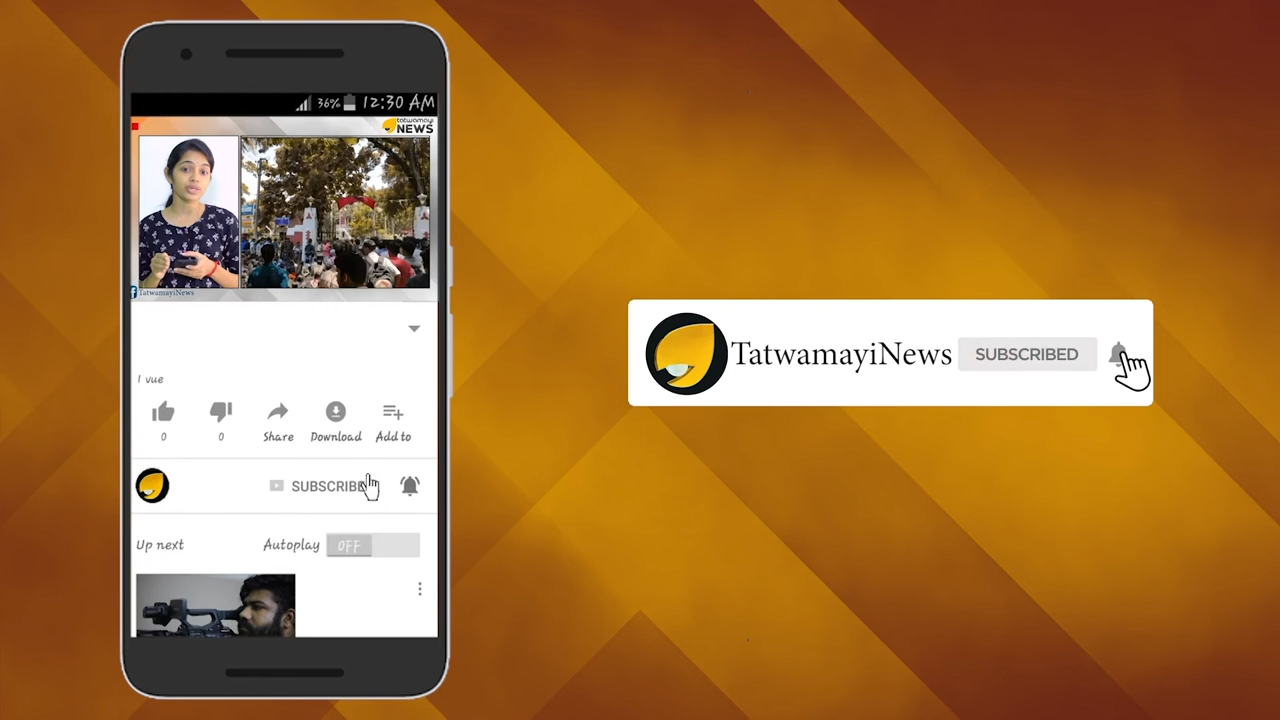 36% 12:30 AM
tatwamayi
NEWS
TatwamayiNews
1 vue
0 0 Share Download Add to
SUBSCRIBE
Up next Autoplay OFF
TatwamayiNews SUBSCRIBED